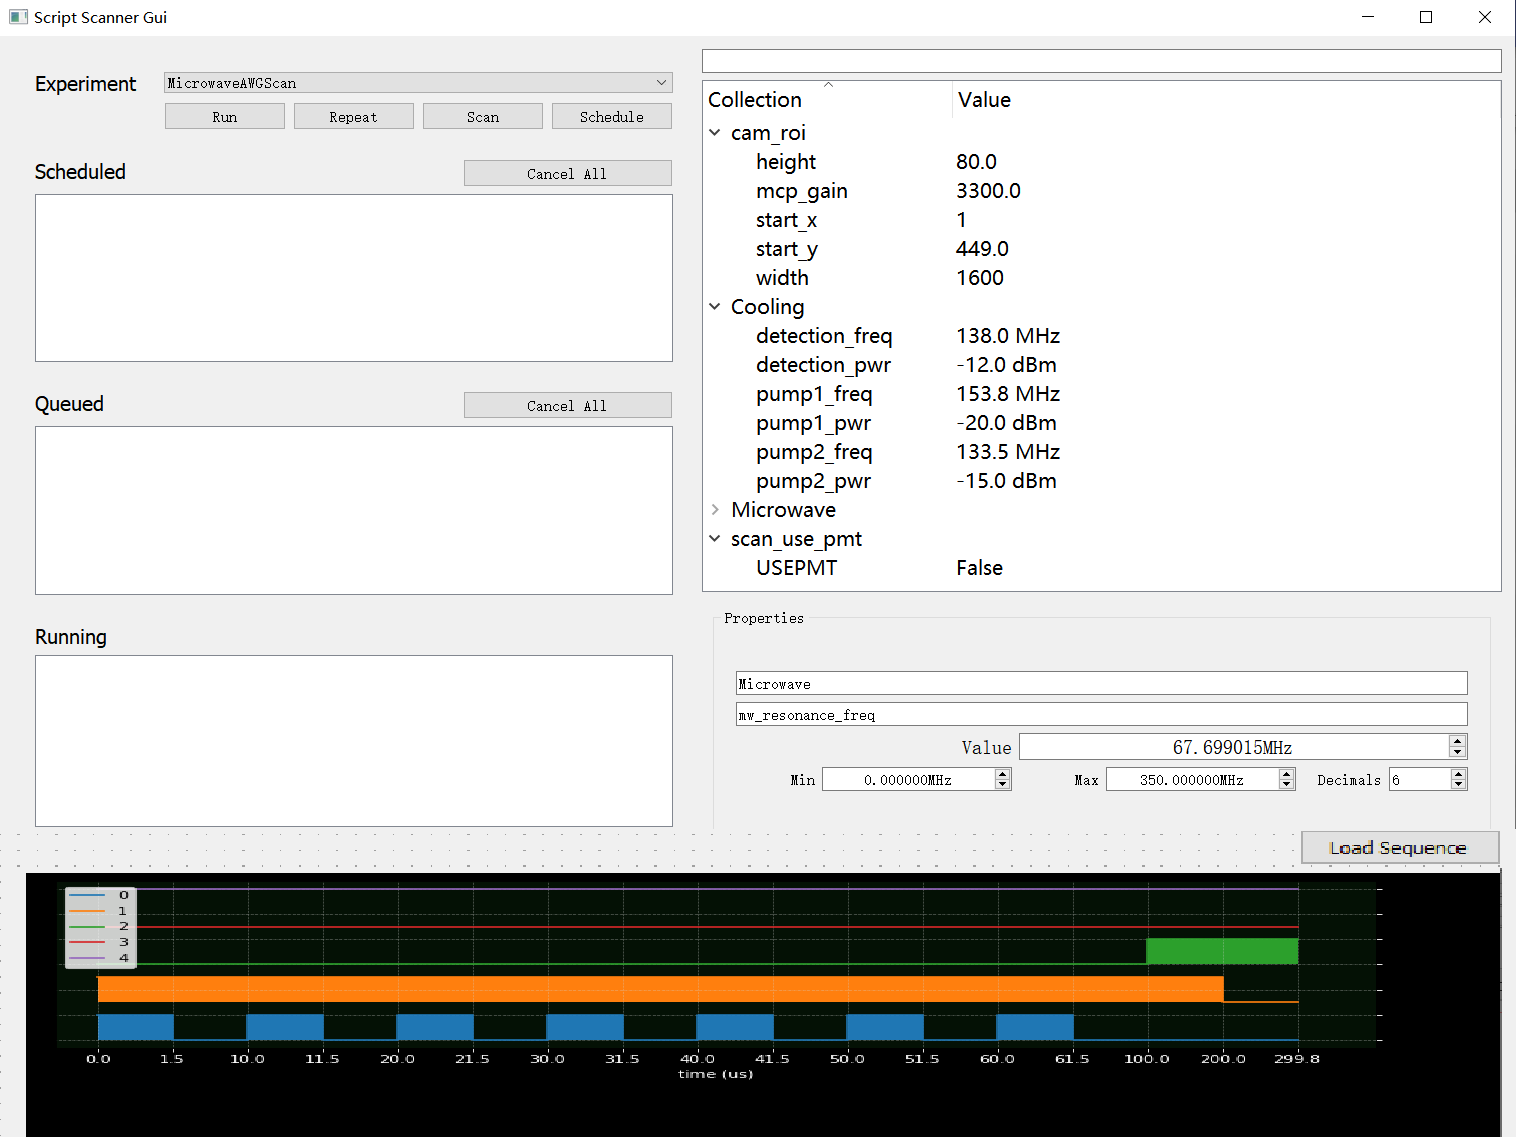 Script Scanner Gui
Experiment
MicrowaveAWGScan
Run
Repeat
Scan
Schedule
Scheduled
Cancel All
Queued
Cancel All
Running
Collection Value
cam_roi
height 80.0
mcp_gain 3300.0
start_x 1
start_y 449.0
width 1600
Cooling
detection_freq 138.0 MHz
detection_pwr -12.0 dBm
pump1_freq 153.8 MHz
pump1_pwr -20.0 dBm
pump2_freq 133.5 MHz
pump2_pwr -15.0 dBm
Microwave
scan_use_pmt
USEPMT False
Properties
Microwave
mw_resonance_freq
Value 67.699015MHz
Min 0.000000MHz Max 350.000000MHz Decimals 6
Load Sequence
0
1
2
3
4
0.0 1.5 10.0 11.5 20.0 21.5 30.0 31.5 40.0 41.5 50.0 51.5 60.0 61.5 100.0 200.0 299.8
time (us)